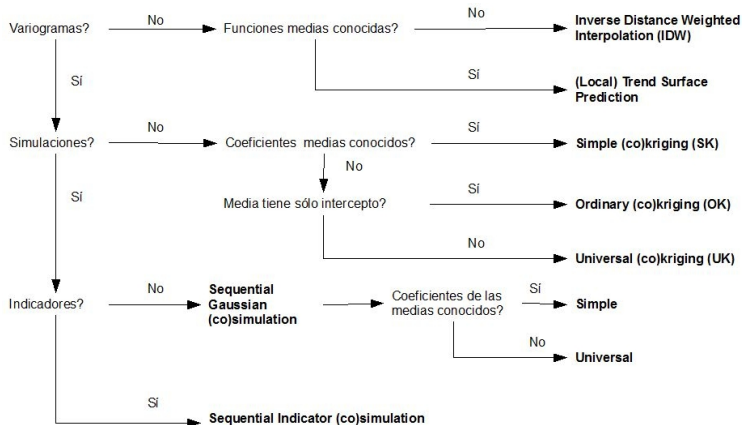 No
No
Variogramas?
Funciones medias conocidas?
Inverse Distance Weighted
Interpolation (IDW)
Sí
Sí
(Local) Trend Surface
Prediction
No
Sí
Simulaciones?
Coeficientes medias conocidos?
Simple (co)kriging (SK)
No
Sí
Sí
Media tiene sólo intercepto?
Ordinary (co)kriging (OK)
No
Universal (co)kriging (UK)
No
Sí
Indicadores?
Sequential
Gaussian
(co)simulation
Coeficientes de las
medias conocidos?
Simple
No
Universal
Sí
Sequential Indicator (co)simulation